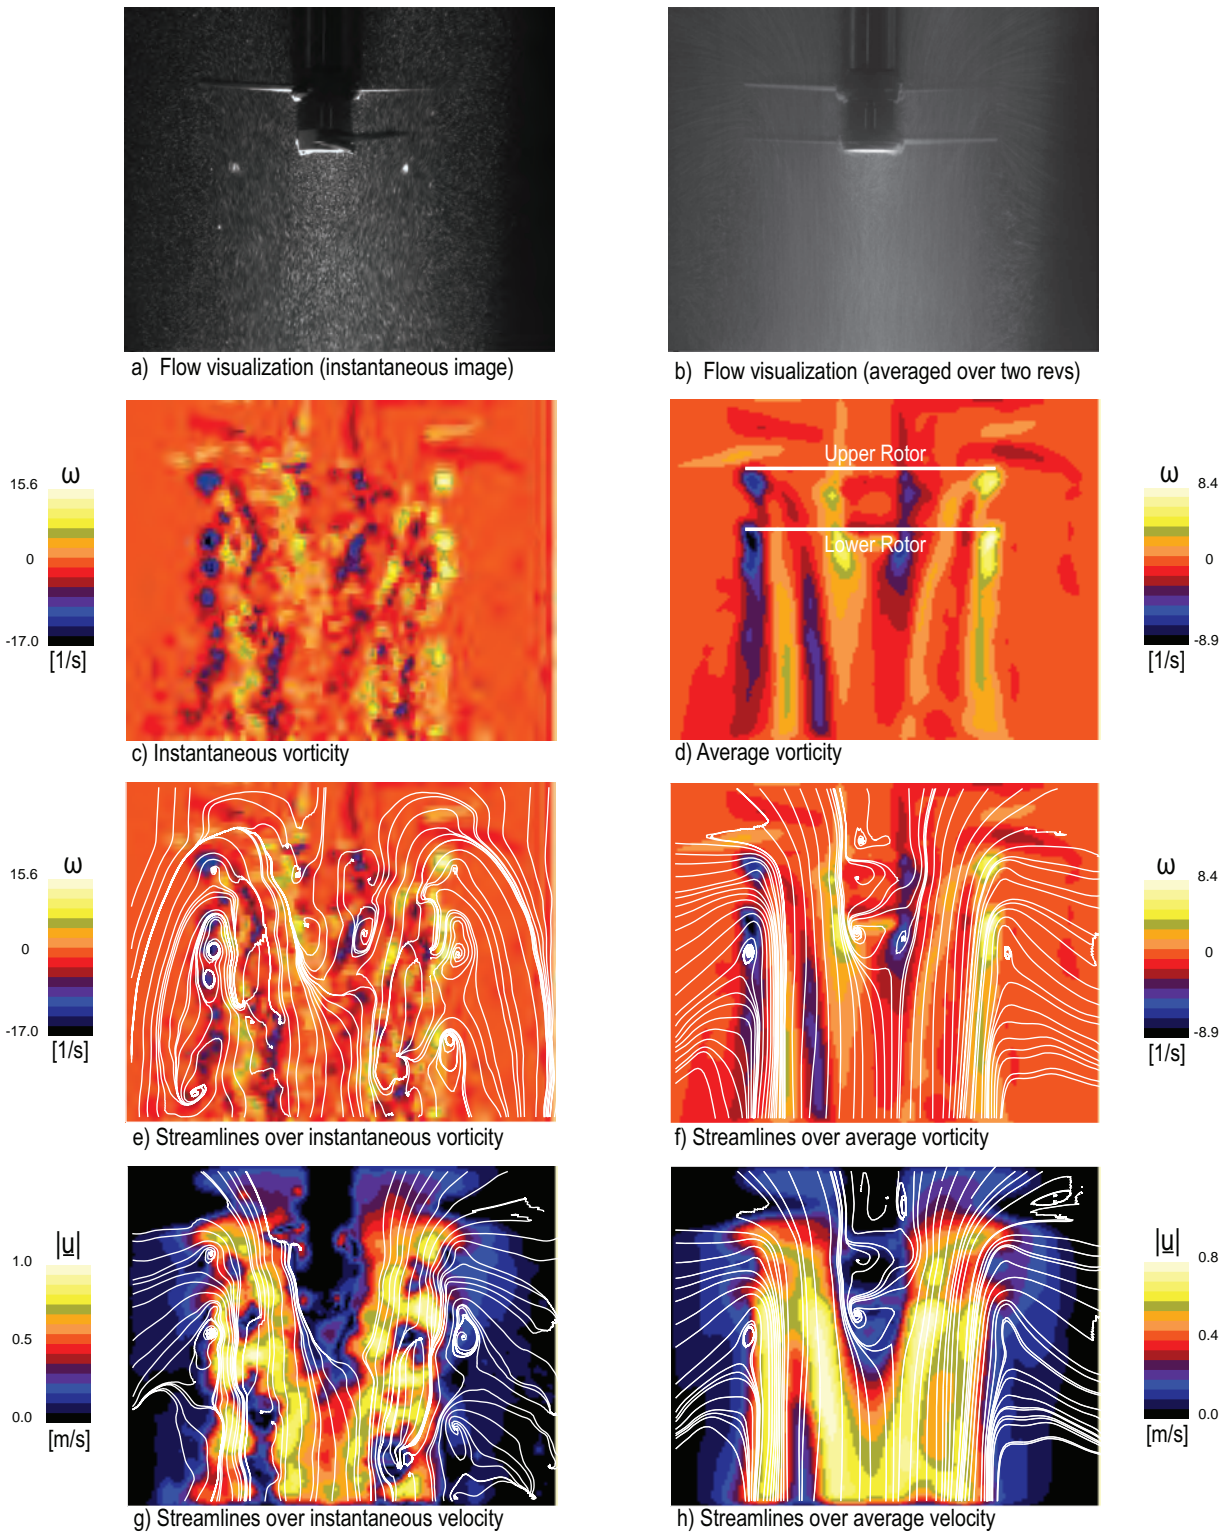 a) Flow visualization (instantaneous image)
b) Flow visualization (averaged over two revs)
ω
15.6
0
-17.0
[1/s]
c) Instantaneous vorticity
Upper Rotor
Lower Rotor
d) Average vorticity
ω
8.4
0
-8.9
[1/s]
ω
15.6
0
-17.0
[1/s]
e) Streamlines over instantaneous vorticity
f) Streamlines over average vorticity
ω
8.4
0
-8.9
[1/s]
|u|
1.0
0.5
0.0
[m/s]
g) Streamlines over instantaneous velocity
h) Streamlines over average velocity
|u|
0.8
0.4
0.0
[m/s]